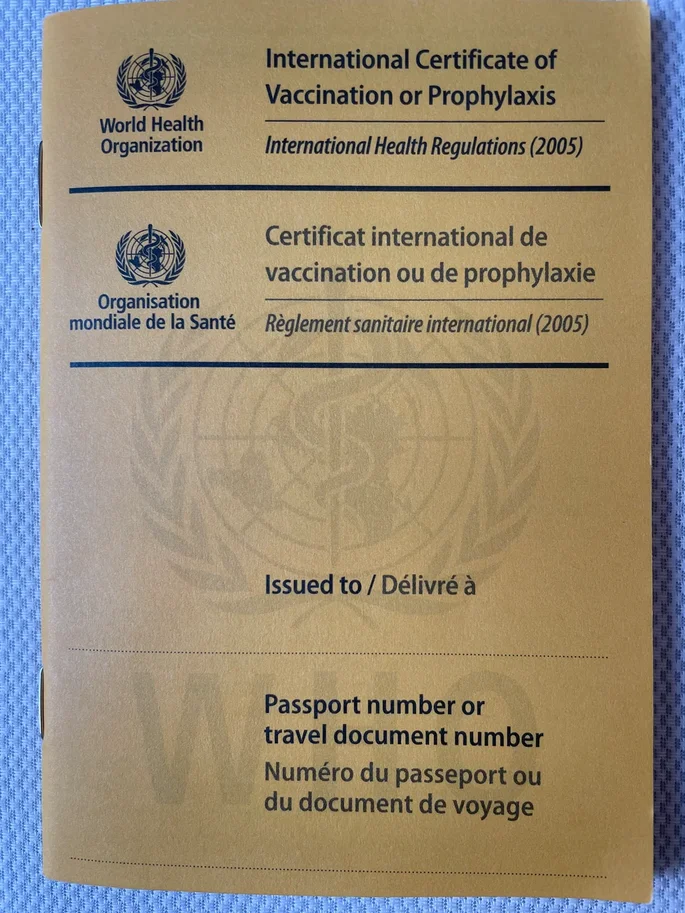 World Health
Organization
International Certificate of
Vaccination or Prophylaxis
International Health Regulations (2005)
Organisation
mondiale de la Santé
Certificat international de
vaccination ou de prophylaxie
Règlement sanitaire international (2005)
Issued to / Délivré à
WHO
Passport number or
travel document number
Numéro du passeport ou
du document de voyage